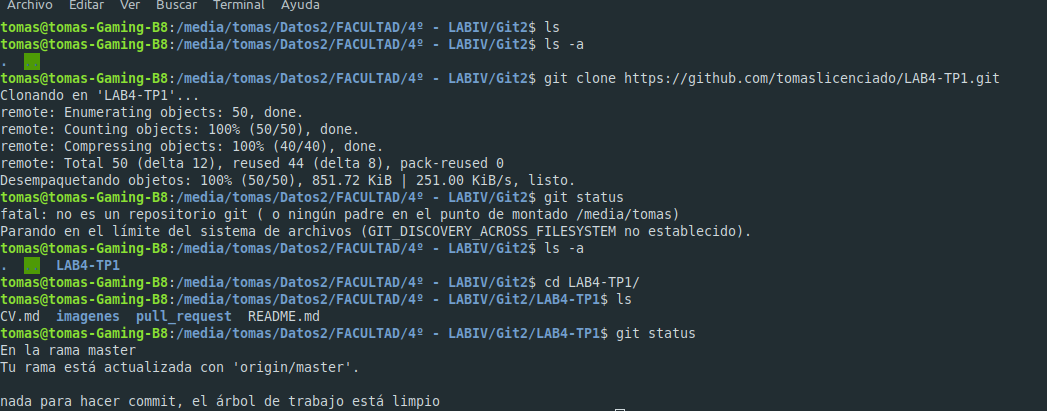 Archivo Editar Ver Buscar Terminal Ayuda
tomas@tomas-Gaming-B8:/media/tomas/Datos2/FACULTAD/4º - LABIV/Git2$ ls
tomas@tomas-Gaming-B8:/media/tomas/Datos2/FACULTAD/4º - LABIV/Git2$ ls -a
. ..
tomas@tomas-Gaming-B8:/media/tomas/Datos2/FACULTAD/4º - LABIV/Git2$ git clone https://github.com/tomaslicenciado/LAB4-TP1.git
Clonando en 'LAB4-TP1'...
remote: Enumerating objects: 50, done.
remote: Counting objects: 100% (50/50), done.
remote: Compressing objects: 100% (40/40), done.
remote: Total 50 (delta 12), reused 44 (delta 8), pack-reused 0
Desempaquetando objetos: 100% (50/50), 851.72 KiB | 251.00 KiB/s, listo.
tomas@tomas-Gaming-B8:/media/tomas/Datos2/FACULTAD/4º - LABIV/Git2$ git status
fatal: no es un repositorio git ( o ningún padre en el punto de montado /media/tomas)
Parando en el límite del sistema de archivos (GIT_DISCOVERY_ACROSS_FILESYSTEM no establecido).
tomas@tomas-Gaming-B8:/media/tomas/Datos2/FACULTAD/4º - LABIV/Git2$ ls -a
. .. LAB4-TP1
tomas@tomas-Gaming-B8:/media/tomas/Datos2/FACULTAD/4º - LABIV/Git2$ cd LAB4-TP1/
tomas@tomas-Gaming-B8:/media/tomas/Datos2/FACULTAD/4º - LABIV/Git2/LAB4-TP1$ ls
CV.md imagenes pull_request README.md
tomas@tomas-Gaming-B8:/media/tomas/Datos2/FACULTAD/4º - LABIV/Git2/LAB4-TP1$ git status
En la rama master
Tu rama está actualizada con 'origin/master'.
nada para hacer commit, el árbol de trabajo está limpio